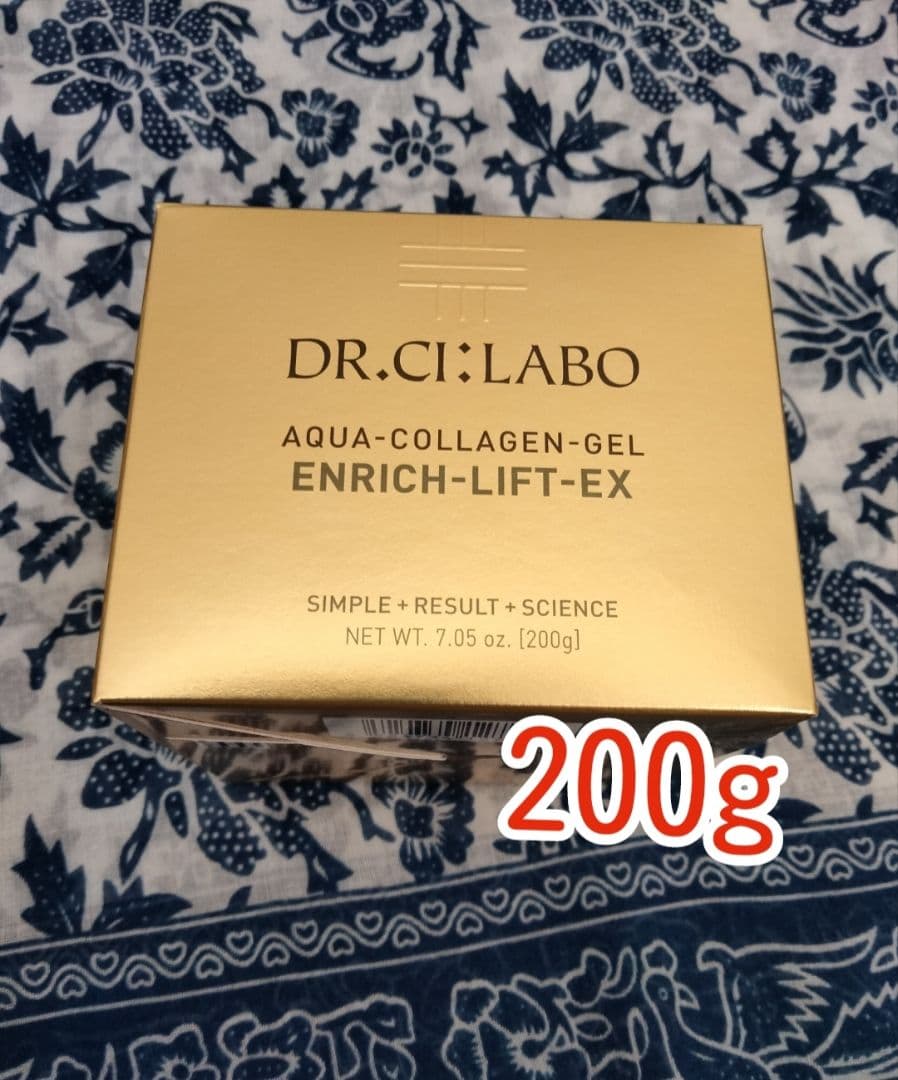 DR.CI:LABO
AQUA-COLLAGEN-GEL
ENRICH-LIFT-EX
SIMPLE + RESULT + SCIENCE
NET WT. 7.05 oz. [200g]
200g